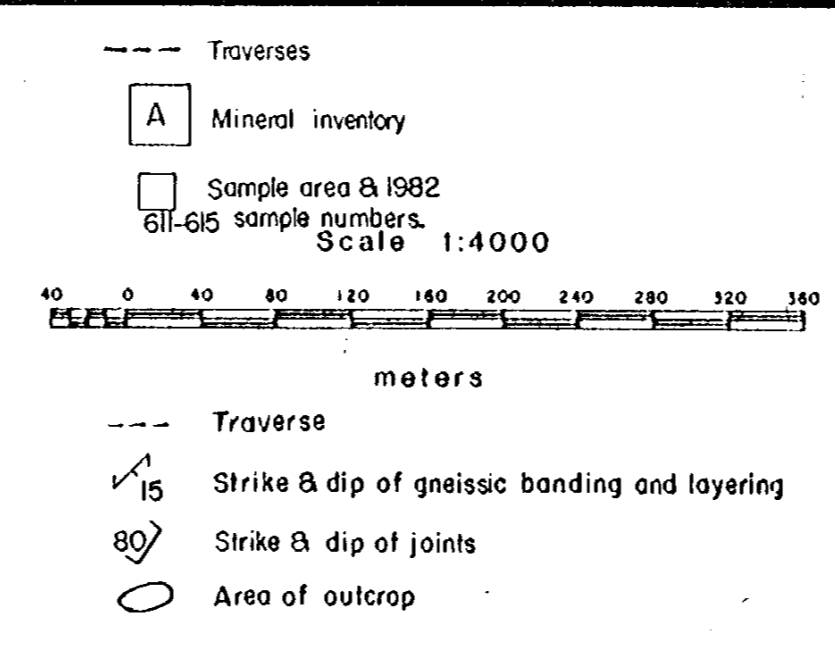 Traverses
A Mineral inventory
Sample area & 1982
611-615 sample numbers.
Scale 1:4000
40 0 40 80 120 160 200 240 280 320 360
meters
Traverse
15 Strike & dip of gneissic banding and layering
80 Strike & dip of joints
Area of outcrop